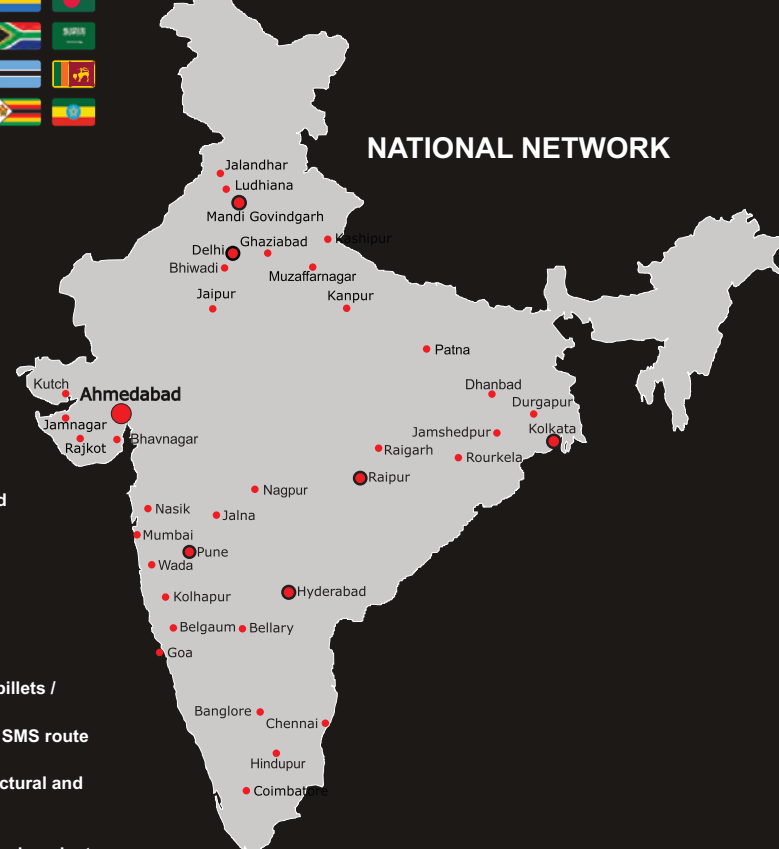 NATIONAL NETWORK
Jalandhar
Ludhiana
Mandi Govindgarh
Kashipur
Ghaziabad
Delhi
Bhiwadi
Muzaffarnagar
Jaipur
Kanpur
Patna
Kutch
Ahmedabad
Dhanbad
Durgapur
Jamnagar
Kolkata
Jamshedpur
Bhavnagar
Rajkot
Raigarh
Rourkela
Raipur
Nagpur
Nasik
Jalna
Mumbai
Pune
Wada
Hyderabad
Kolhapur
Belgaum
Bellary
Goa
Banglore
Chennai
Hindupur
Coimbatore
billets /
SMS route
ctural and